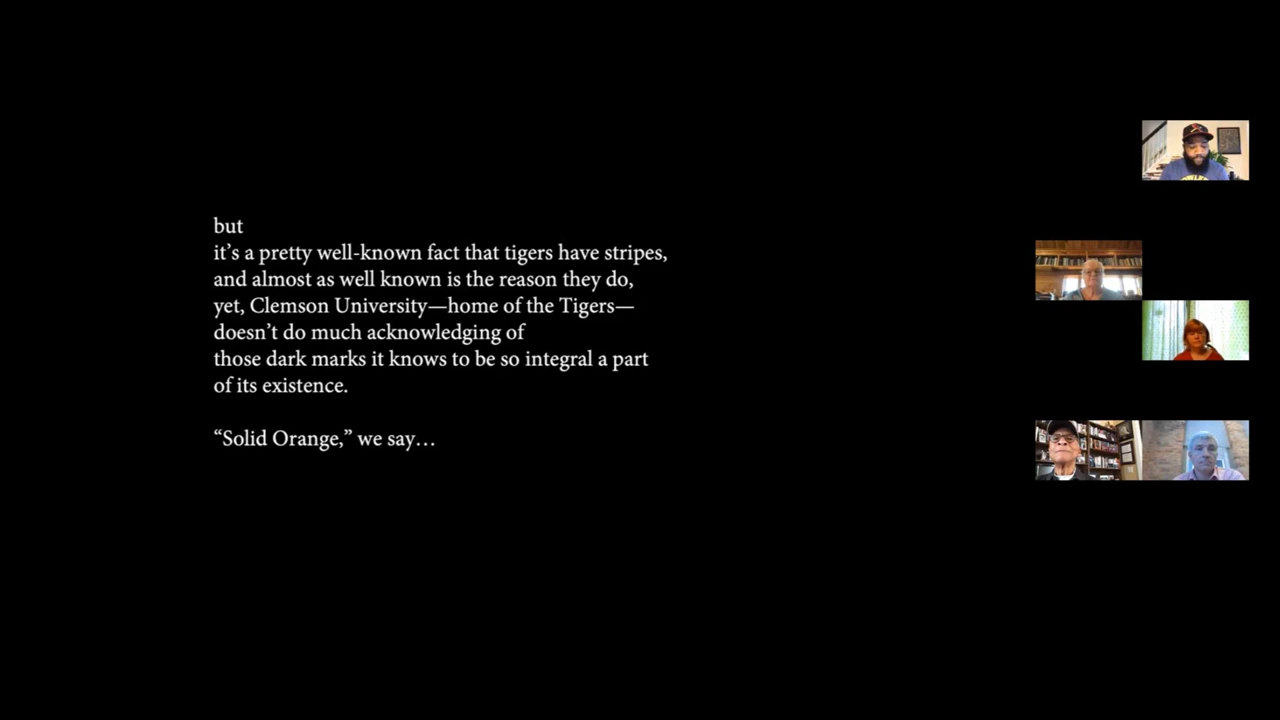 but
it’s a pretty well-known fact that tigers have stripes,
and almost as well known is the reason they do,
yet, Clemson University—home of the Tigers—
doesn’t do much acknowledging of
those dark marks it knows to be so integral a part
of its existence.
“Solid Orange,” we say…